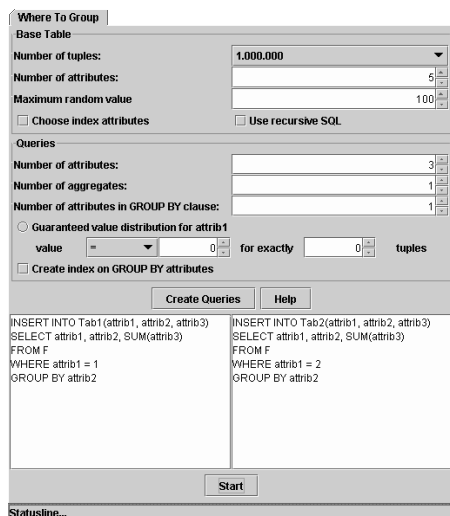 Where To Group
Base Table
Number of tuples: 1.000.000
Number of attributes: 5
Maximum random value 100
Choose index attributes Use recursive SQL
Queries
Number of attributes: 3
Number of aggregates: 1
Number of attributes in GROUP BY clause: 1
Guaranteed value distribution for attrib1
value = 0 for exactly 0 tuples
Create index on GROUP BY attributes
Create Queries Help
INSERT INTO Tab1(attrib1, attrib2, attrib3)
SELECT attrib1, attrib2, SUM(attrib3)
FROM F
WHERE attrib1 = 1
GROUP BY attrib2
INSERT INTO Tab2(attrib1, attrib2, attrib3)
SELECT attrib1, attrib2, SUM(attrib3)
FROM F
WHERE attrib1 = 2
GROUP BY attrib2
Start
Statusline...